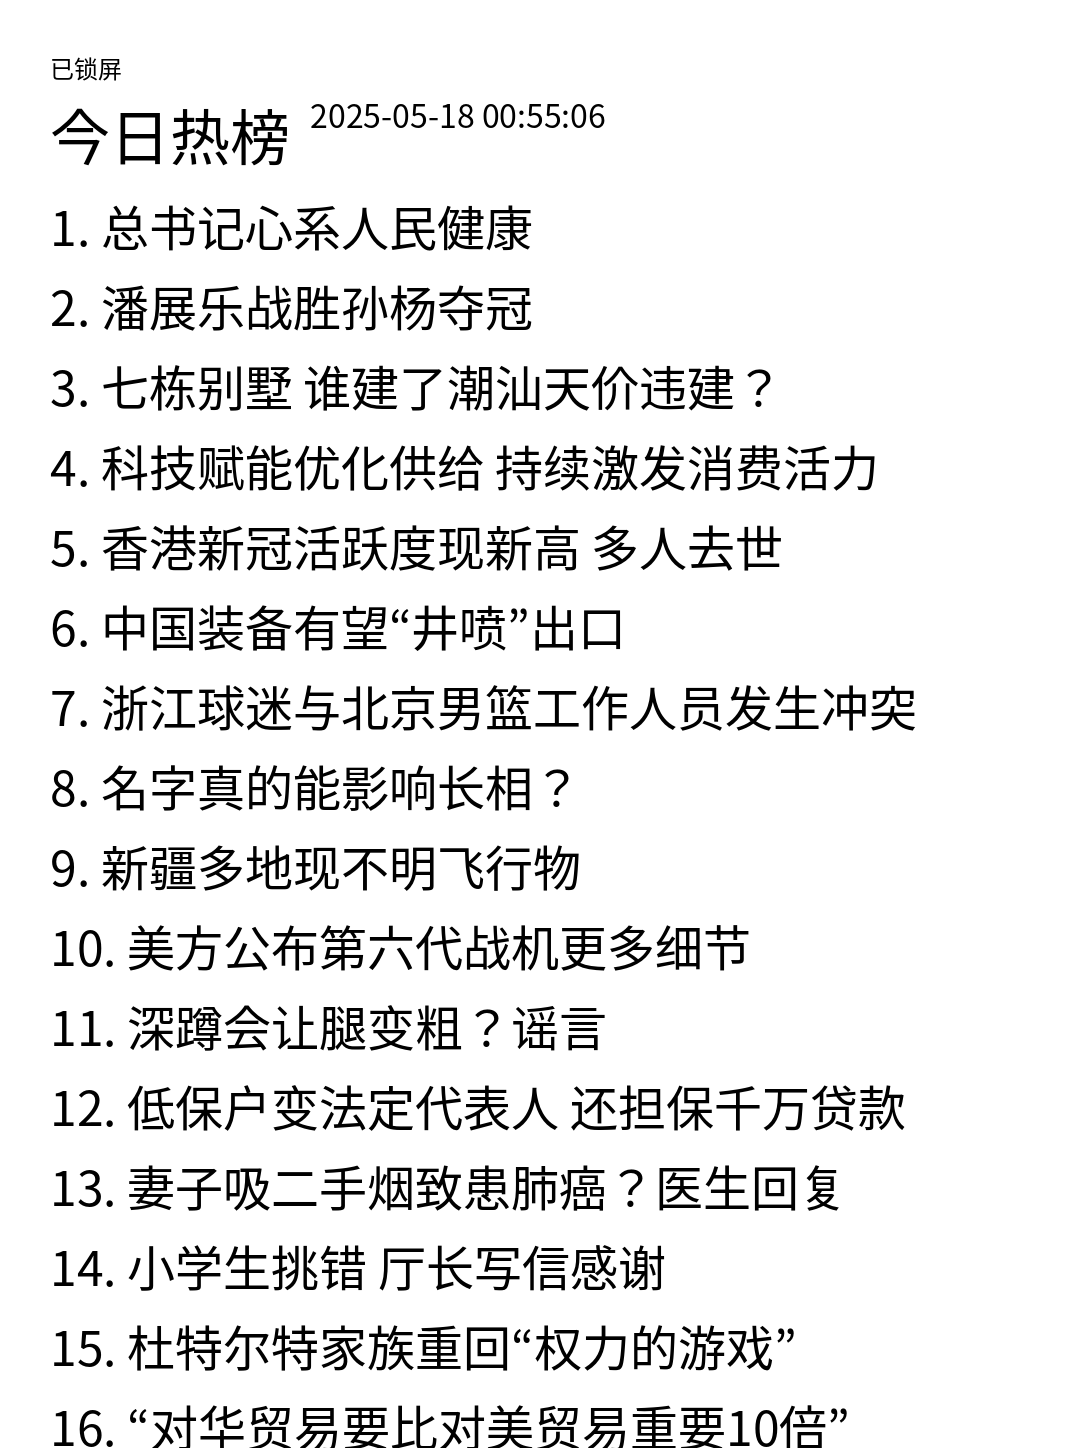 已锁屏
今日热榜 2025-05-18 00:55:06
1. 总书记心系人民健康
2. 潘展乐战胜孙杨夺冠
3. 七栋别墅 谁建了潮汕天价违建？
4. 科技赋能优化供给 持续激发消费活力
5. 香港新冠活跃度现新高 多人去世
6. 中国装备有望“井喷”出口
7. 浙江球迷与北京男篮工作人员发生冲突
8. 名字真的能影响长相？
9. 新疆多地现不明飞行物
10. 美方公布第六代战机更多细节
11. 深蹲会让腿变粗？谣言
12. 低保户变法定代表人 还担保千万贷款
13. 妻子吸二手烟致患肺癌？医生回复
14. 小学生挑错 厅长写信感谢
15. 杜特尔特家族重回“权力的游戏”
16. “对华贸易要比对美贸易重要10倍”